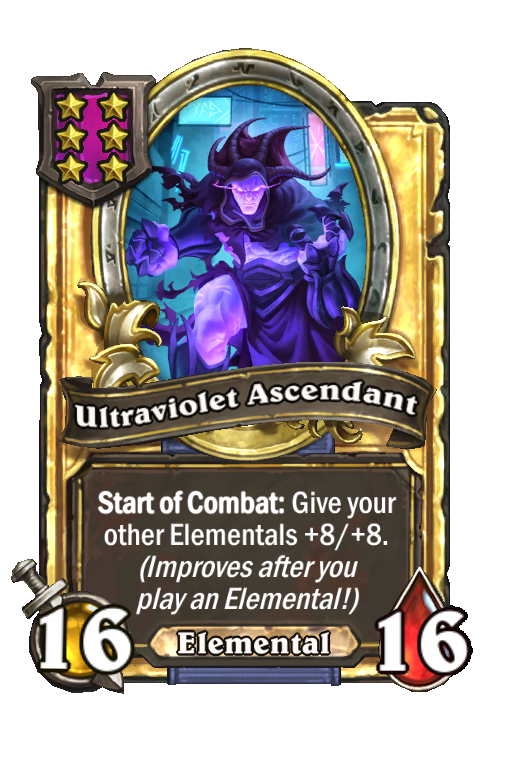 Ultraviolet Ascendant
Start of Combat: Give your
other Elementals +8/+8.
(Improves after you
play an Elemental!)
16
Elemental
16